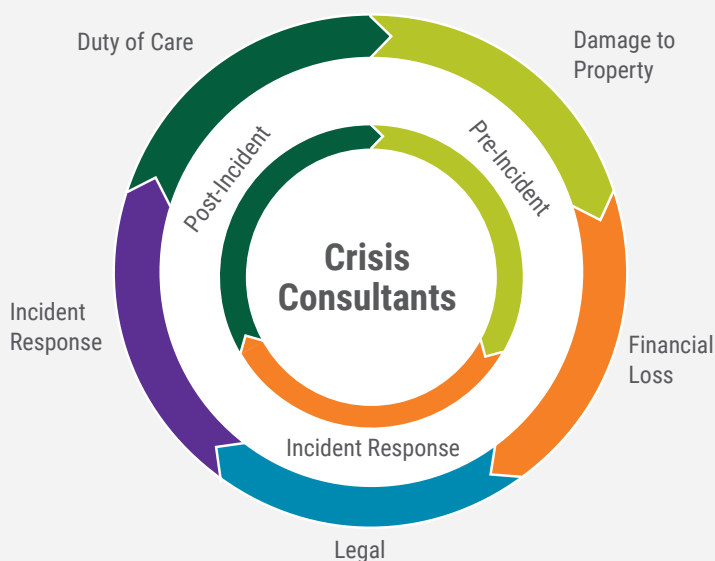 Duty of Care
Damage to
Property
Post-Incident
Pre-Incident
Crisis
Consultants
Incident
Response
Financial
Loss
Incident Response
Legal